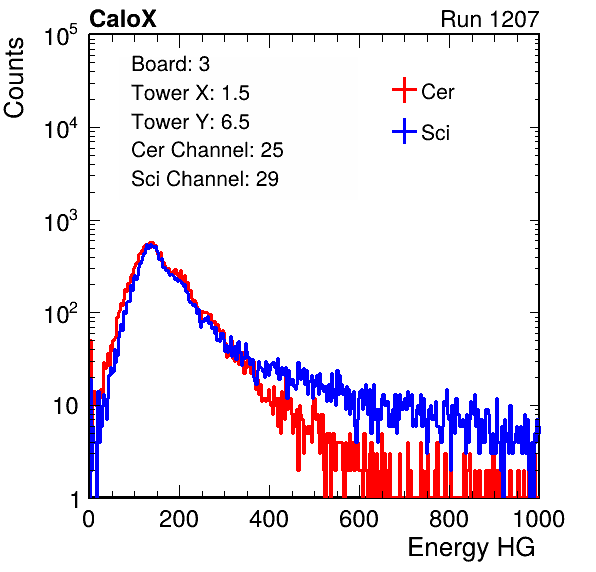 CaloX Run 1207
Counts
10^5
10^4
10^3
10^2
10
1
Board: 3
Tower X: 1.5
Tower Y: 6.5
Cer Channel: 25
Sci Channel: 29
Cer
Sci
0 200 400 600 800 1000
Energy HG